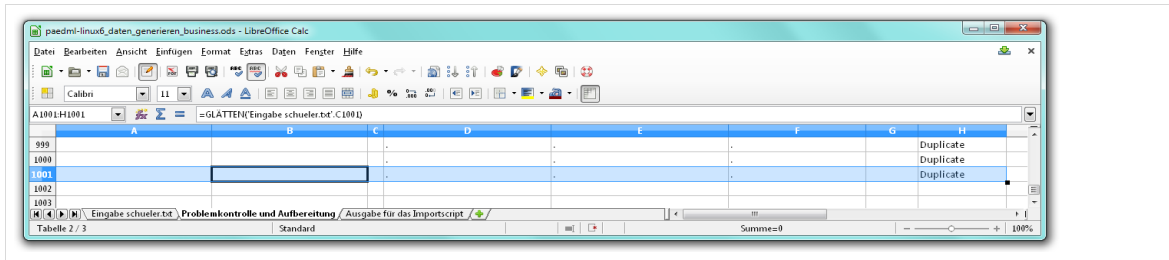 paedml-linux6_daten_generieren_business.ods - LibreOffice Calc
Datei Bearbeiten Ansicht Einfügen Format Extras Daten Fenster Hilfe
Calibri 11
A1001:H1001 =GLÄTTEN('Eingabe schueler.txt'.C1001)
A B C D E F G H
999 . . . Duplicate
1000 . . . Duplicate
1001 . . . Duplicate
1002
1003
Eingabe schueler.txt Problemkontrolle und Aufbereitung Ausgabe für das Importscript
Tabelle 2 / 3 Standard Summe=0 100%